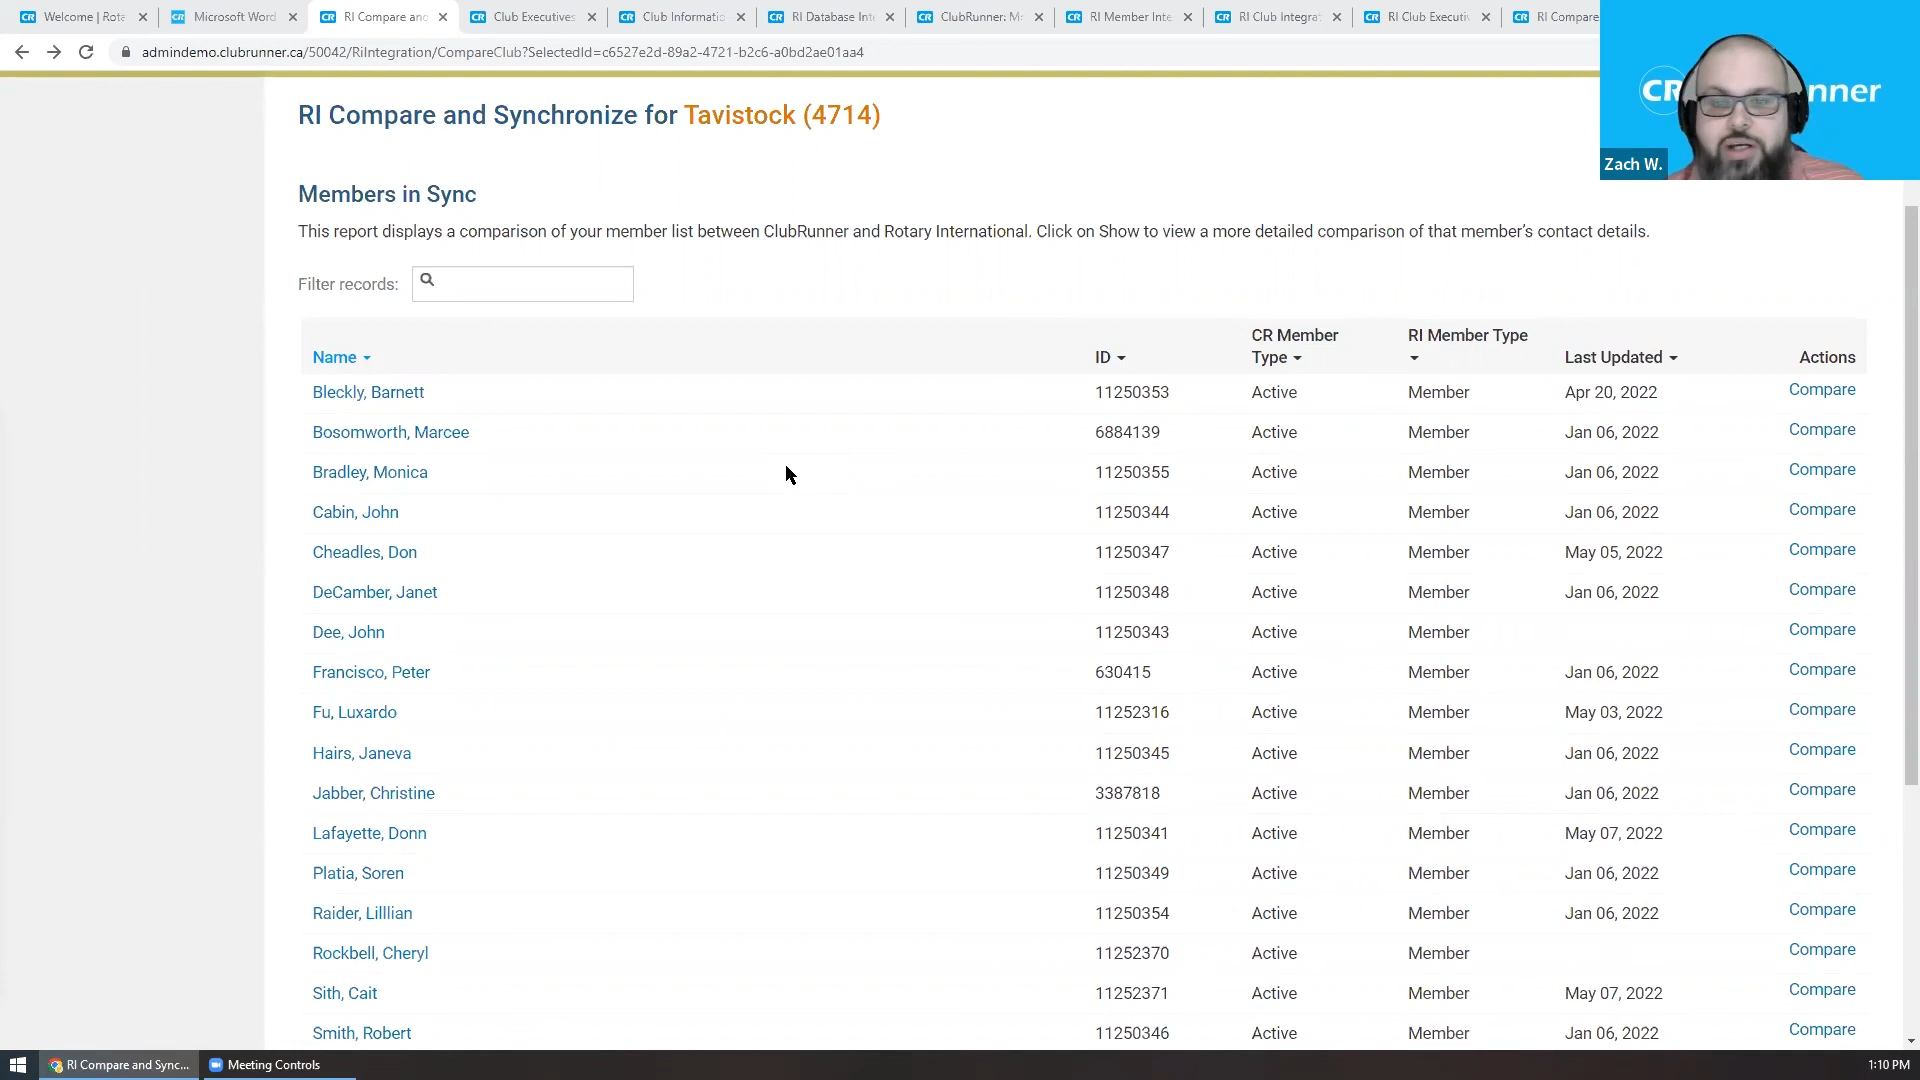 Welcome | Rota
Microsoft Word
RI Compare and
Club Executives
Club Informatio
RI Database Int
ClubRunner: M
RI Member Inte
RI Club Integrat
RI Club Executiv
RI Compare
admindemo.clubrunner.ca/50042/RiIntegration/CompareClub?SelectedId=c6527e2d-89a2-4721-b2c6-a0bd2ae01aa4
CR nner
Zach W.
RI Compare and Synchronize for Tavistock (4714)
Members in Sync
This report displays a comparison of your member list between ClubRunner and Rotary International. Click on Show to view a more detailed comparison of that member's contact details.
Filter records:
Name ID CR Member Type RI Member Type Last Updated Actions
Bleckly, Barnett 11250353 Active Member Apr 20, 2022 Compare
Bosomworth, Marcee 6884139 Active Member Jan 06, 2022 Compare
Bradley, Monica 11250355 Active Member Jan 06, 2022 Compare
Cabin, John 11250344 Active Member Jan 06, 2022 Compare
Cheadles, Don 11250347 Active Member May 05, 2022 Compare
DeCamber, Janet 11250348 Active Member Jan 06, 2022 Compare
Dee, John 11250343 Active Member Compare
Francisco, Peter 630415 Active Member Jan 06, 2022 Compare
Fu, Luxardo 11252316 Active Member May 03, 2022 Compare
Hairs, Janeva 11250345 Active Member Jan 06, 2022 Compare
Jabber, Christine 3387818 Active Member Jan 06, 2022 Compare
Lafayette, Donn 11250341 Active Member May 07, 2022 Compare
Platia, Soren 11250349 Active Member Jan 06, 2022 Compare
Raider, Lilllian 11250354 Active Member Jan 06, 2022 Compare
Rockbell, Cheryl 11252370 Active Member Compare
Sith, Cait 11252371 Active Member May 07, 2022 Compare
Smith, Robert 11250346 Active Member Jan 06, 2022 Compare
RI Compare and Sync...
Meeting Controls
1:10 PM